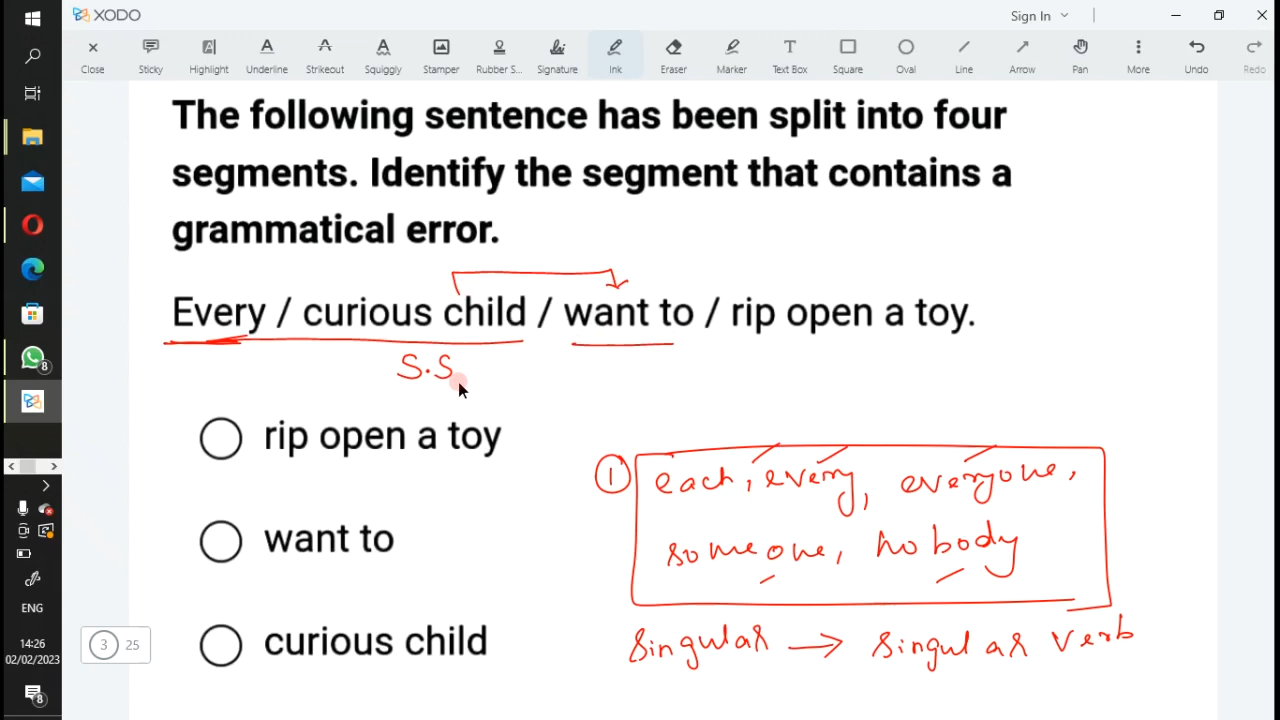 XODO
Sign In
Close
Sticky
Highlight
Underline
Strikeout
Squiggly
Stamper
Rubber S...
Signature
Ink
Eraser
Marker
Text Box
Square
Oval
Line
Arrow
Pan
More
Undo
Redo
The following sentence has been split into four
segments. Identify the segment that contains a
grammatical error.
Every / curious child / want to / rip open a toy.
S.S
rip open a toy
want to
curious child
① each, every, everyone,
someone, nobody
singular → singular verb
3 25
8
ENG
14:26
02/02/2023
8